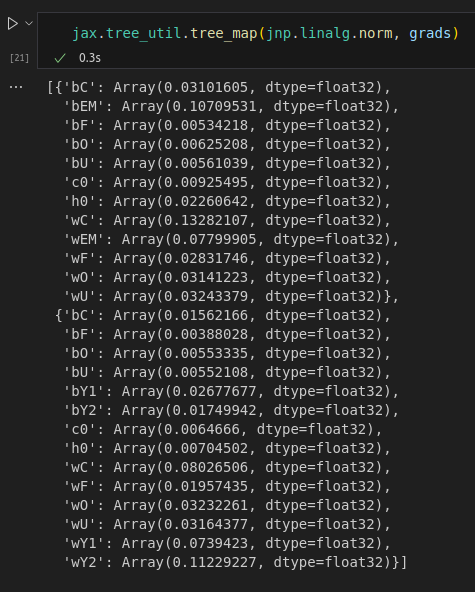 jax.tree_util.tree_map(jnp.linalg.norm, grads)
[21] ✓ 0.3s
... [{'bC': Array(0.03101605, dtype=float32),
'bEM': Array(0.10709531, dtype=float32),
'bF': Array(0.00534218, dtype=float32),
'bO': Array(0.00625208, dtype=float32),
'bU': Array(0.00561039, dtype=float32),
'c0': Array(0.00925495, dtype=float32),
'h0': Array(0.02260642, dtype=float32),
'wC': Array(0.13282107, dtype=float32),
'wEM': Array(0.07799905, dtype=float32),
'wF': Array(0.02831746, dtype=float32),
'wO': Array(0.03141223, dtype=float32),
'wU': Array(0.03243379, dtype=float32)},
{'bC': Array(0.01562166, dtype=float32),
'bF': Array(0.00388028, dtype=float32),
'bO': Array(0.00553335, dtype=float32),
'bU': Array(0.00552108, dtype=float32),
'bY1': Array(0.02677677, dtype=float32),
'bY2': Array(0.01749942, dtype=float32),
'c0': Array(0.0064666, dtype=float32),
'h0': Array(0.00704502, dtype=float32),
'wC': Array(0.08026506, dtype=float32),
'wF': Array(0.01957435, dtype=float32),
'wO': Array(0.03232261, dtype=float32),
'wU': Array(0.03164377, dtype=float32),
'wY1': Array(0.0739423, dtype=float32),
'wY2': Array(0.11229227, dtype=float32)}]